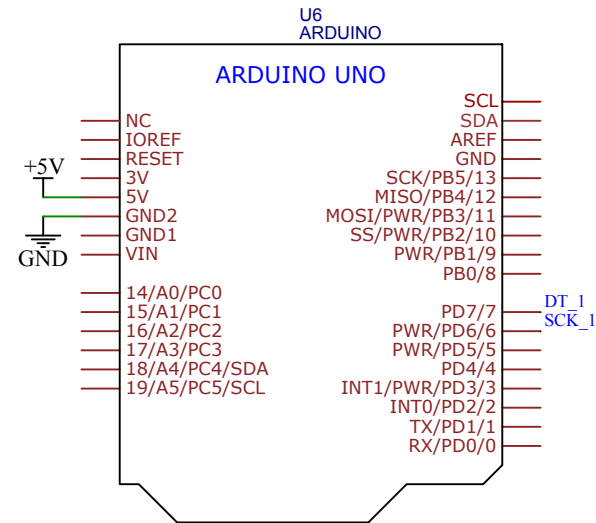 U6
ARDUINO
ARDUINO UNO
NC
IOREF
RESET
3V
5V
GND2
GND1
VIN
+5V
GND
14/A0/PC0
15/A1/PC1
16/A2/PC2
17/A3/PC3
18/A4/PC4/SDA
19/A5/PC5/SCL
SCL
SDA
AREF
GND
SCK/PB5/13
MISO/PB4/12
MOSI/PWR/PB3/11
SS/PWR/PB2/10
PWR/PB1/9
PB0/8
PD7/7
PWR/PD6/6
PWR/PD5/5
PD4/4
INT1/PWR/PD3/3
INT0/PD2/2
TX/PD1/1
RX/PD0/0
DT_1
SCK_1